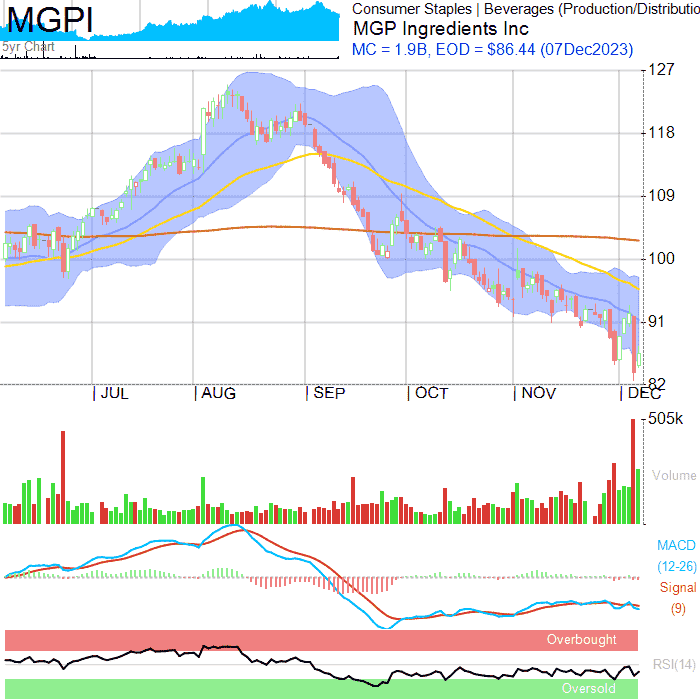 MGPI
Consumer Staples | Beverages (Production/Distributio
MGP Ingredients Inc
5yr Chart
MC = 1.9B, EOD = $86.44 (07Dec2023)
127
118
109
100
91
82
JUL
AUG
SEP
OCT
NOV
DEC
505k
Volume
MACD
(12-26)
Signal
(9)
Overbought
RSI(14)
Oversold